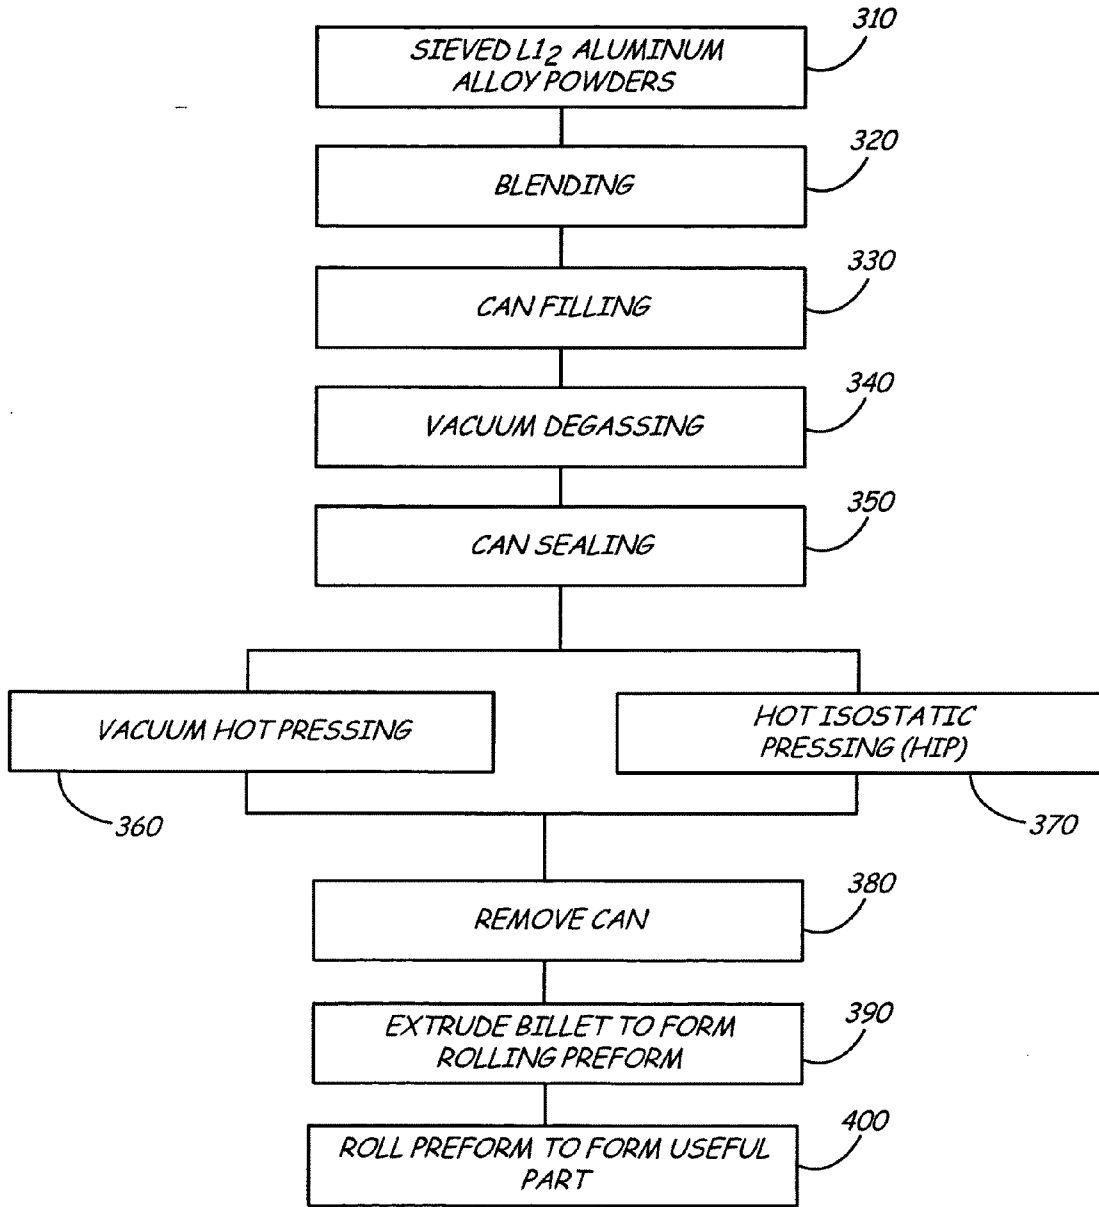 310
SIEVED L1₂ ALUMINUM
ALLOY POWDERS
320
BLENDING
330
CAN FILLING
340
VACUUM DEGASSING
350
CAN SEALING
VACUUM HOT PRESSING
360
HOT ISOSTATIC
PRESSING (HIP)
370
380
REMOVE CAN
390
EXTRUDE BILLET TO FORM
ROLLING PREFORM
400
ROLL PREFORM TO FORM USEFUL
PART